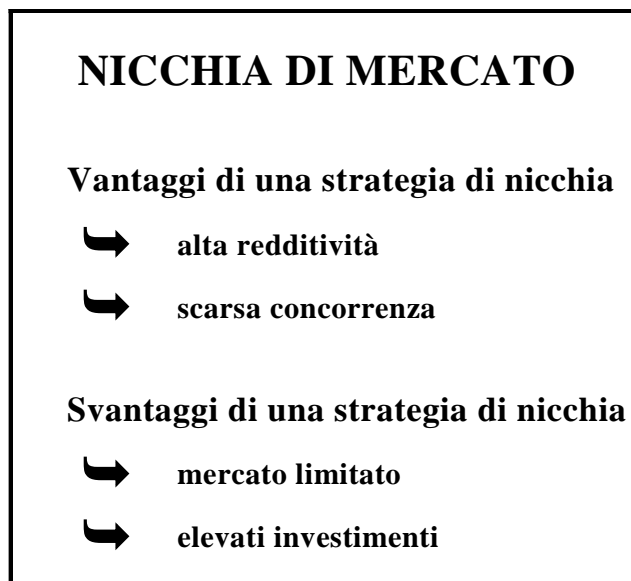 NICCHIA DI MERCATO
Vantaggi di una strategia di nicchia
alta redditività
scarsa concorrenza
Svantaggi di una strategia di nicchia
mercato limitato
elevati investimenti